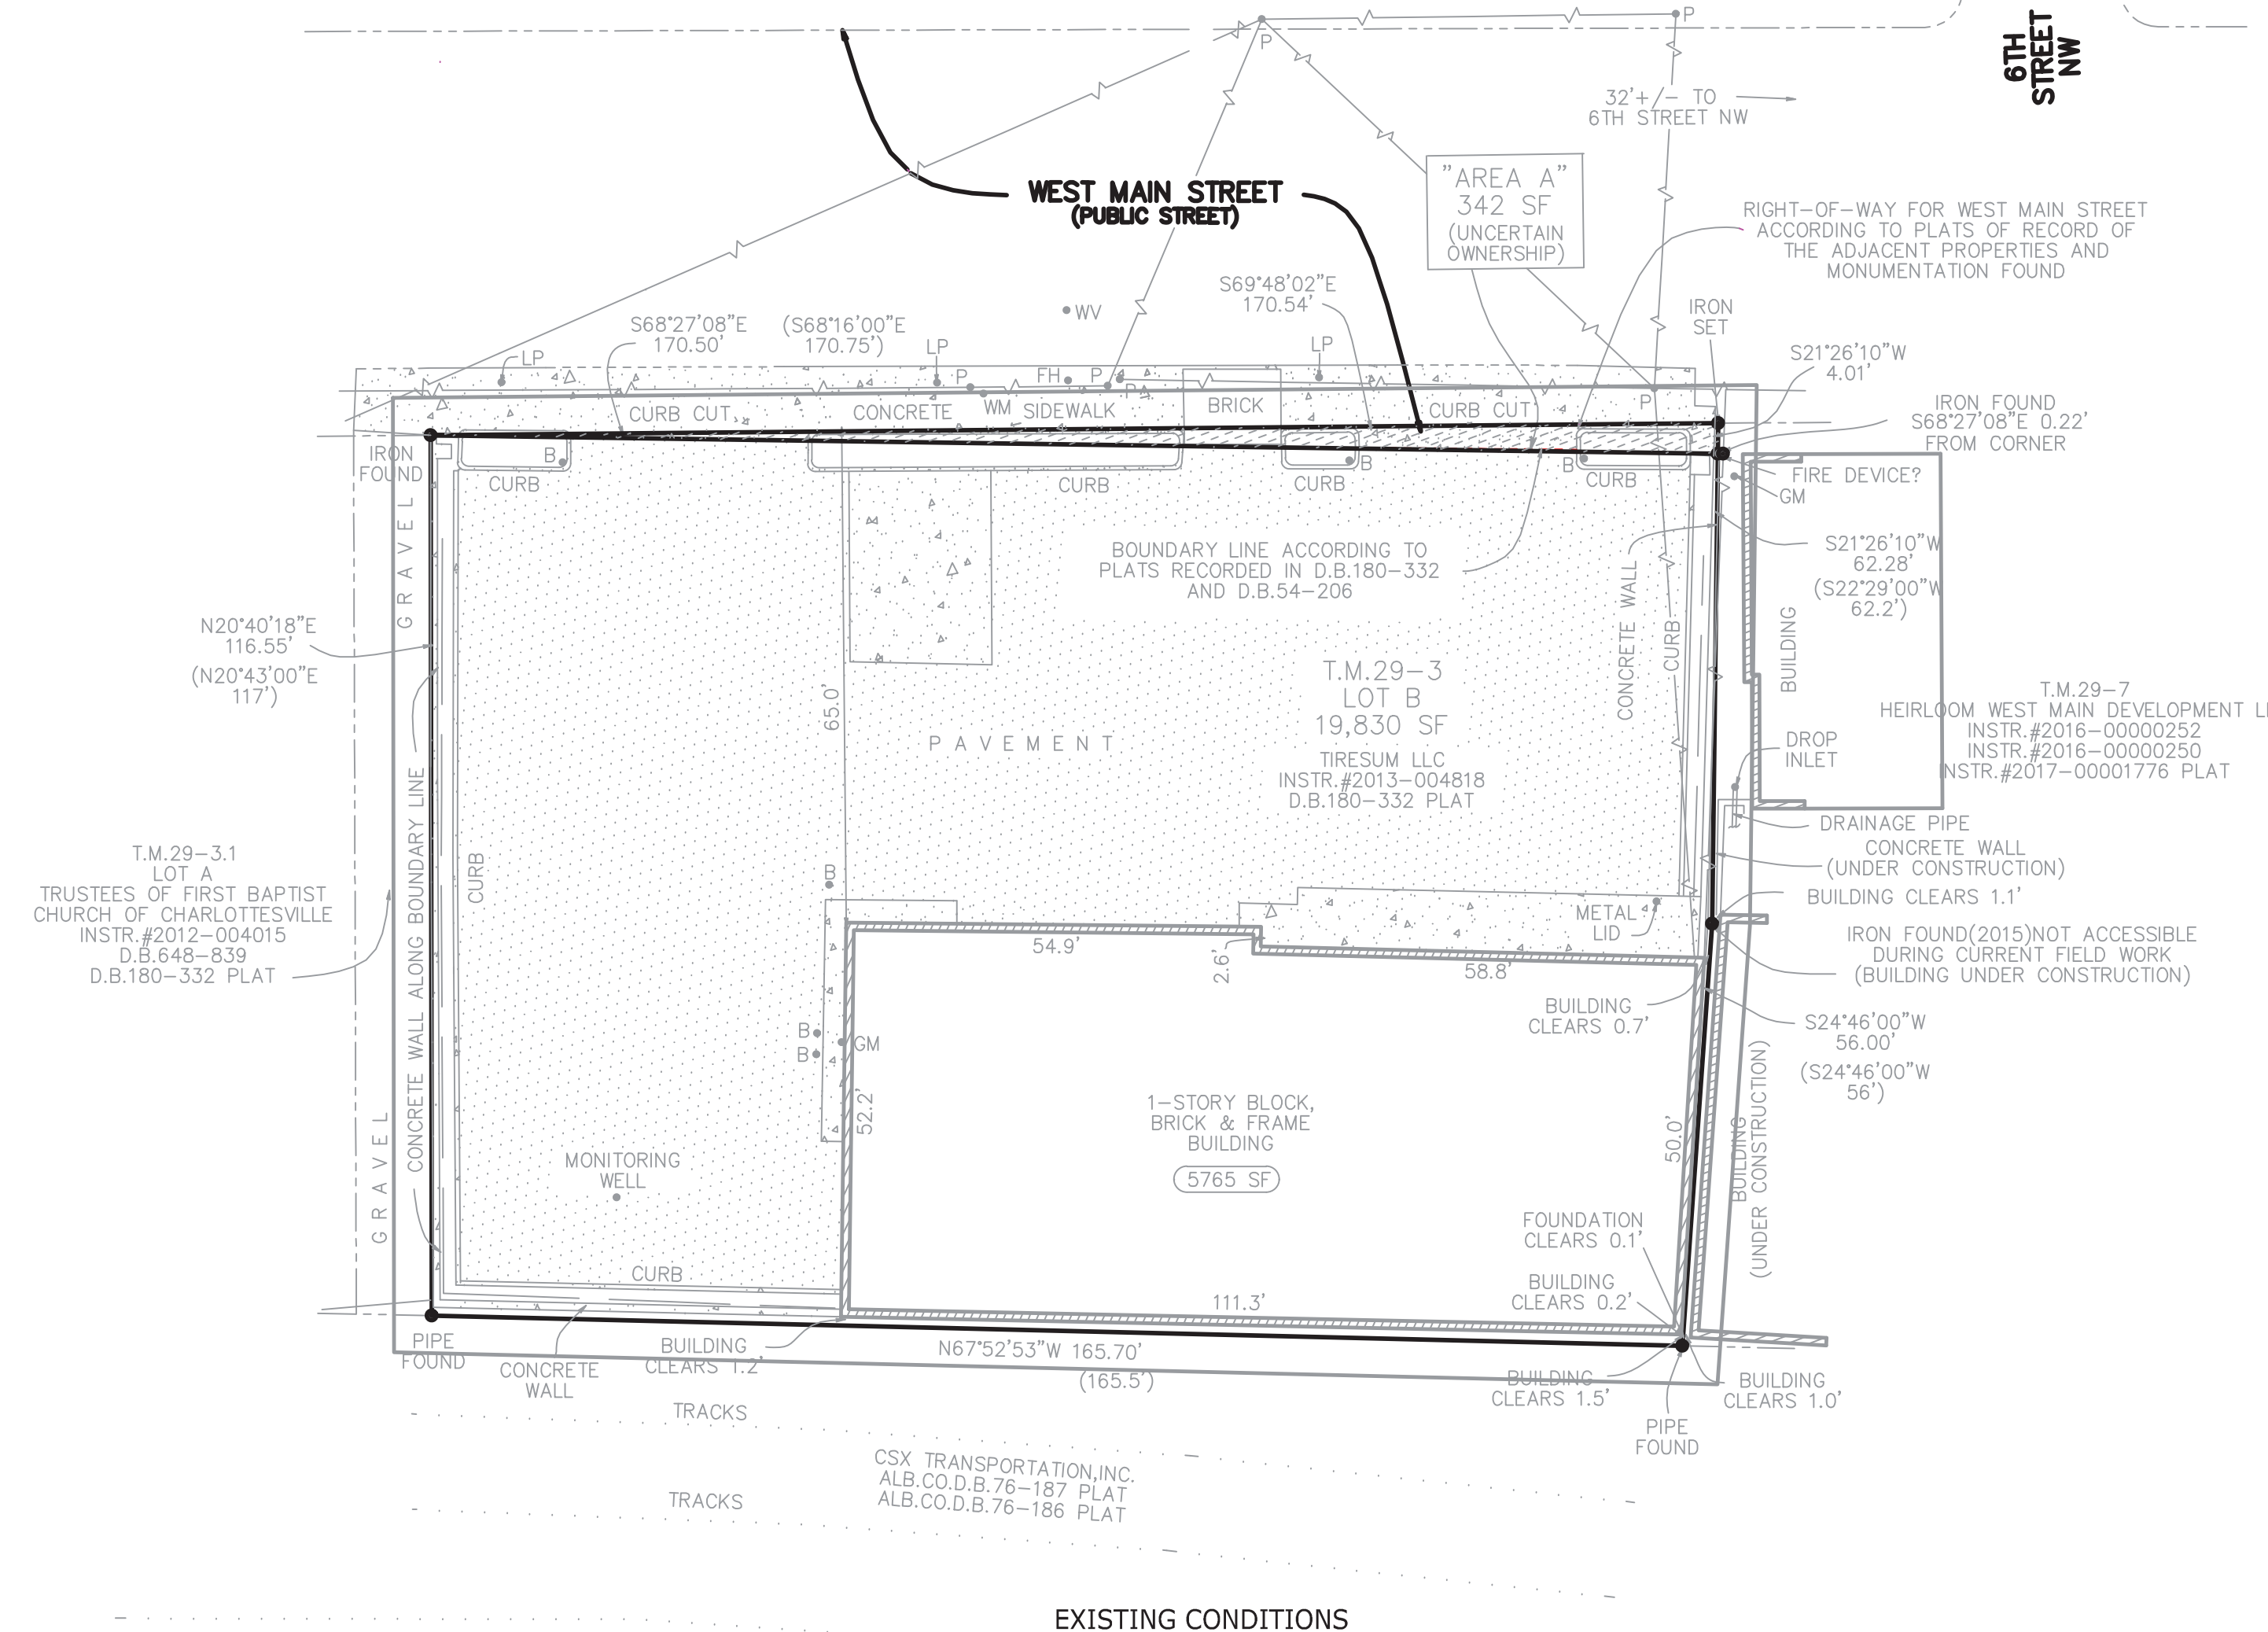 6TH
STREET
NW
P
P
32'+/- TO
6TH STREET NW
"AREA A"
342 SF
(UNCERTAIN
OWNERSHIP)
WEST MAIN STREET
(PUBLIC STREET)
RIGHT-OF-WAY FOR WEST MAIN STREET
ACCORDING TO PLATS OF RECORD OF
THE ADJACENT PROPERTIES AND
MONUMENTATION FOUND
S69°48'02"E
170.54'
IRON
SET
WV
S68°27'08"E
170.50'
(S68°16'00"E
170.75')
LP
LP
LP
S21°26'10"W
4.01'
P
FH
P
P
P
CURB CUT
CONCRETE
WM
SIDEWALK
BRICK
CURB CUT
IRON FOUND
S68°27'08"E 0.22'
FROM CORNER
IRON
FOUND
B
B
B
CURB
CURB
CURB
CURB
FIRE DEVICE?
GM
GRAVEL
BOUNDARY LINE ACCORDING TO
PLATS RECORDED IN D.B.180-332
AND D.B.54-206
CONCRETE WALL
CURB
S21°26'10"W
62.28'
(S22°29'00"W
62.2')
BUILDING
N20°40'18"E
116.55'
(N20°43'00"E
117')
65.0'
PAVEMENT
T.M.29-3
LOT B
19,830 SF
TIRESUM LLC
INSTR.#2013-004818
D.B.180-332 PLAT
T.M.29-7
HEIRLOOM WEST MAIN DEVELOPMENT
INSTR.#2016-00000252
INSTR.#2016-00000250
INSTR.#2017-00001776 PLAT
DROP
INLET
DRAINAGE PIPE
CONCRETE WALL
(UNDER CONSTRUCTION)
BUILDING CLEARS 1.1'
T.M.29-3.1
LOT A
TRUSTEES OF FIRST BAPTIST
CHURCH OF CHARLOTTESVILLE
INSTR.#2012-004015
D.B.648-839
D.B.180-332 PLAT
CONCRETE WALL ALONG BOUNDARY LINE
CURB
B
METAL
LID
54.9'
2.6'
58.8'
IRON FOUND(2015)NOT ACCESSIBLE
DURING CURRENT FIELD WORK
(BUILDING UNDER CONSTRUCTION)
BUILDING
CLEARS 0.7'
S24°46'00"W
56.00'
(S24°46'00"W
56')
B
B
GM
52.2'
50.0'
1-STORY BLOCK,
BRICK & FRAME
BUILDING
5765 SF
BUILDING
(UNDER CONSTRUCTION)
GRAVEL
MONITORING
WELL
FOUNDATION
CLEARS 0.1'
BUILDING
CLEARS 0.2'
CURB
111.3'
PIPE
FOUND
CONCRETE
WALL
BUILDING
CLEARS 1.2'
N67°52'53"W 165.70'
(165.5')
BUILDING
CLEARS 1.5'
BUILDING
CLEARS 1.0'
PIPE
FOUND
TRACKS
CSX TRANSPORTATION,INC.
ALB.CO.D.B.76-187 PLAT
ALB.CO.D.B.76-186 PLAT
TRACKS
EXISTING CONDITIONS